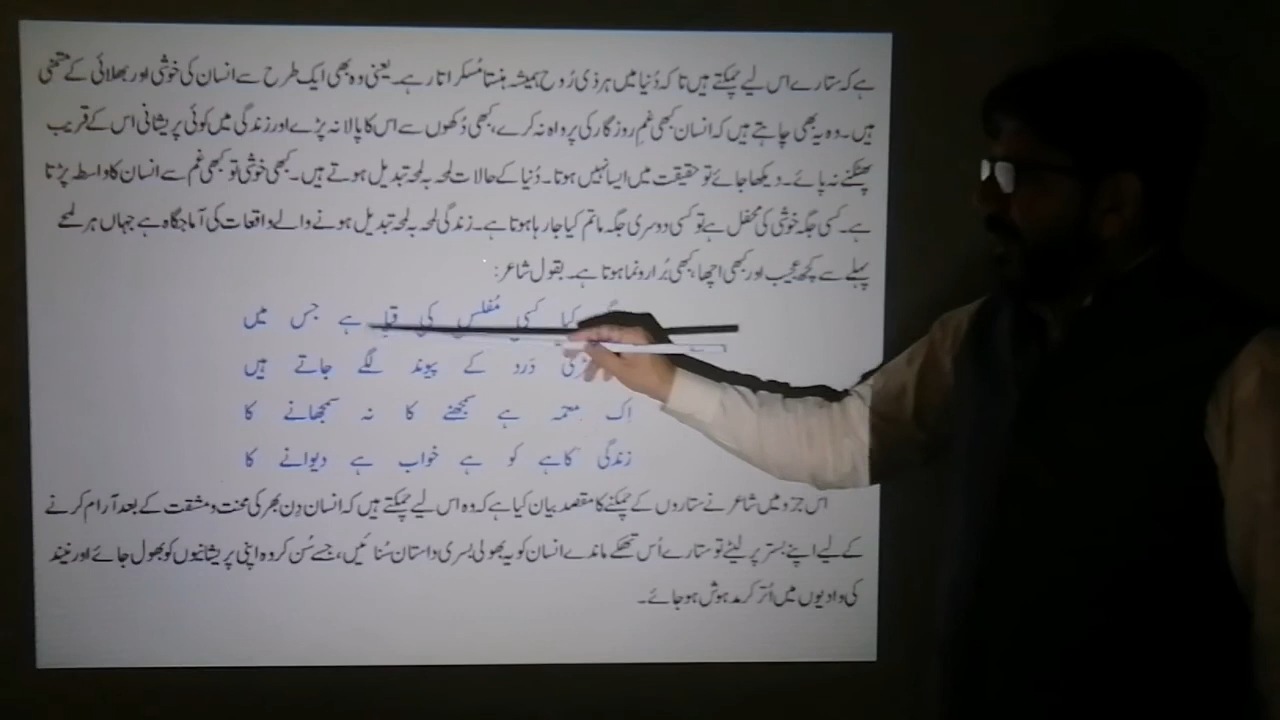 ہے کہ ستارے اس لیے چمکتے ہیں تاکہ دُنیا میں ہر ذی رُوح ہمیشہ ہنستا مُسکراتا رہے۔ یعنی وہ بھی ایک طرح سے انسان کی خوشی اور بھلائی کے متمنی
ہیں۔ وہ یہ بھی چاہتے ہیں کہ انسان کبھی غمِ روزگار کی پرواہ نہ کرے، کبھی دُکھوں سے اس کا پالا نہ پڑے اور زندگی میں کوئی پریشانی اس کے قریب
پھٹکنے نہ پائے۔ دیکھا جائے تو حقیقت میں ایسا نہیں ہوتا۔ دُنیا کے حالات لمحہ بہ لمحہ تبدیل ہوتے ہیں۔ کبھی خوشی تو کبھی غم سے انسان کا واسطہ پڑتا
ہے۔ کسی جگہ خوشی کی محفل ہے تو کسی دوسری جگہ ماتم کیا جا رہا ہوتا ہے۔ زندگی لمحہ بہ لمحہ تبدیل ہونے والے واقعات کی آماجگاہ ہے جہاں ہر لمحے
پہلے سے کچھ عجیب اور کبھی اچھا، کبھی بُرا رونما ہوتا ہے۔ بقول شاعر:
کیا کسی مُفلس کی قبا ہے جس میں
دَرد کے پیوند لگے جاتے ہیں
اِک معمّہ ہے سمجھنے کا نہ سمجھانے کا
زندگی کاہے کو ہے خواب ہے دیوانے کا
اس جزو میں شاعر نے ستاروں کے چمکنے کا مقصد بیان کیا ہے کہ وہ اس لیے چمکتے ہیں کہ انسان دِن بھر کی محنت و مشقت کے بعد آرام کرنے
کے لیے اپنے بستر پر لیٹے تو ستارے اُس تھکے ماندے انسان کو یہ بھولی بسری داستان سُنائیں، جسے سُن کر وہ اپنی پریشانیوں کو بھول جائے اور نیند
کی وادیوں میں اُتر کر مدہوش ہو جائے۔